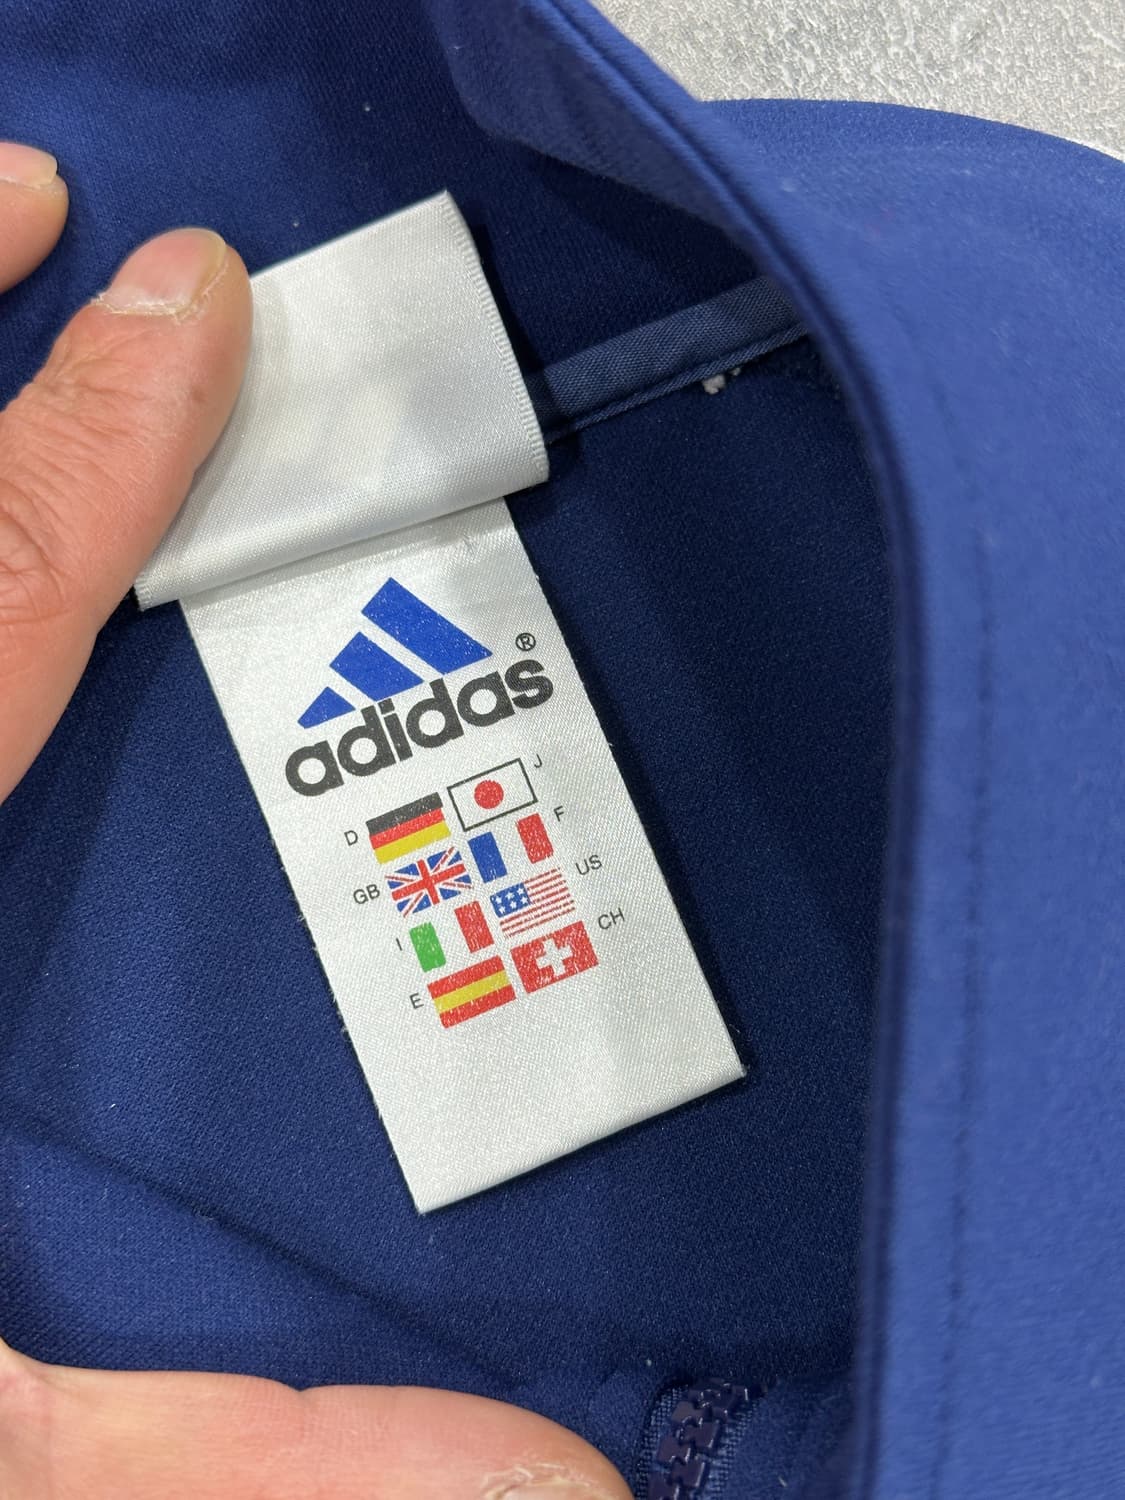 adidas®
D J
GB F
I US
E CH